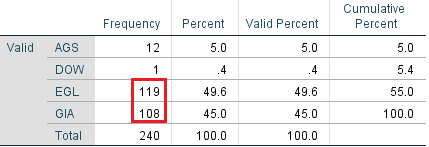 Frequency Percent Valid Percent Cumulative Percent
Valid AGS 12 5.0 5.0 5.0
DOW 1 .4 .4 5.4
EGL 119 49.6 49.6 55.0
GIA 108 45.0 45.0 100.0
Total 240 100.0 100.0